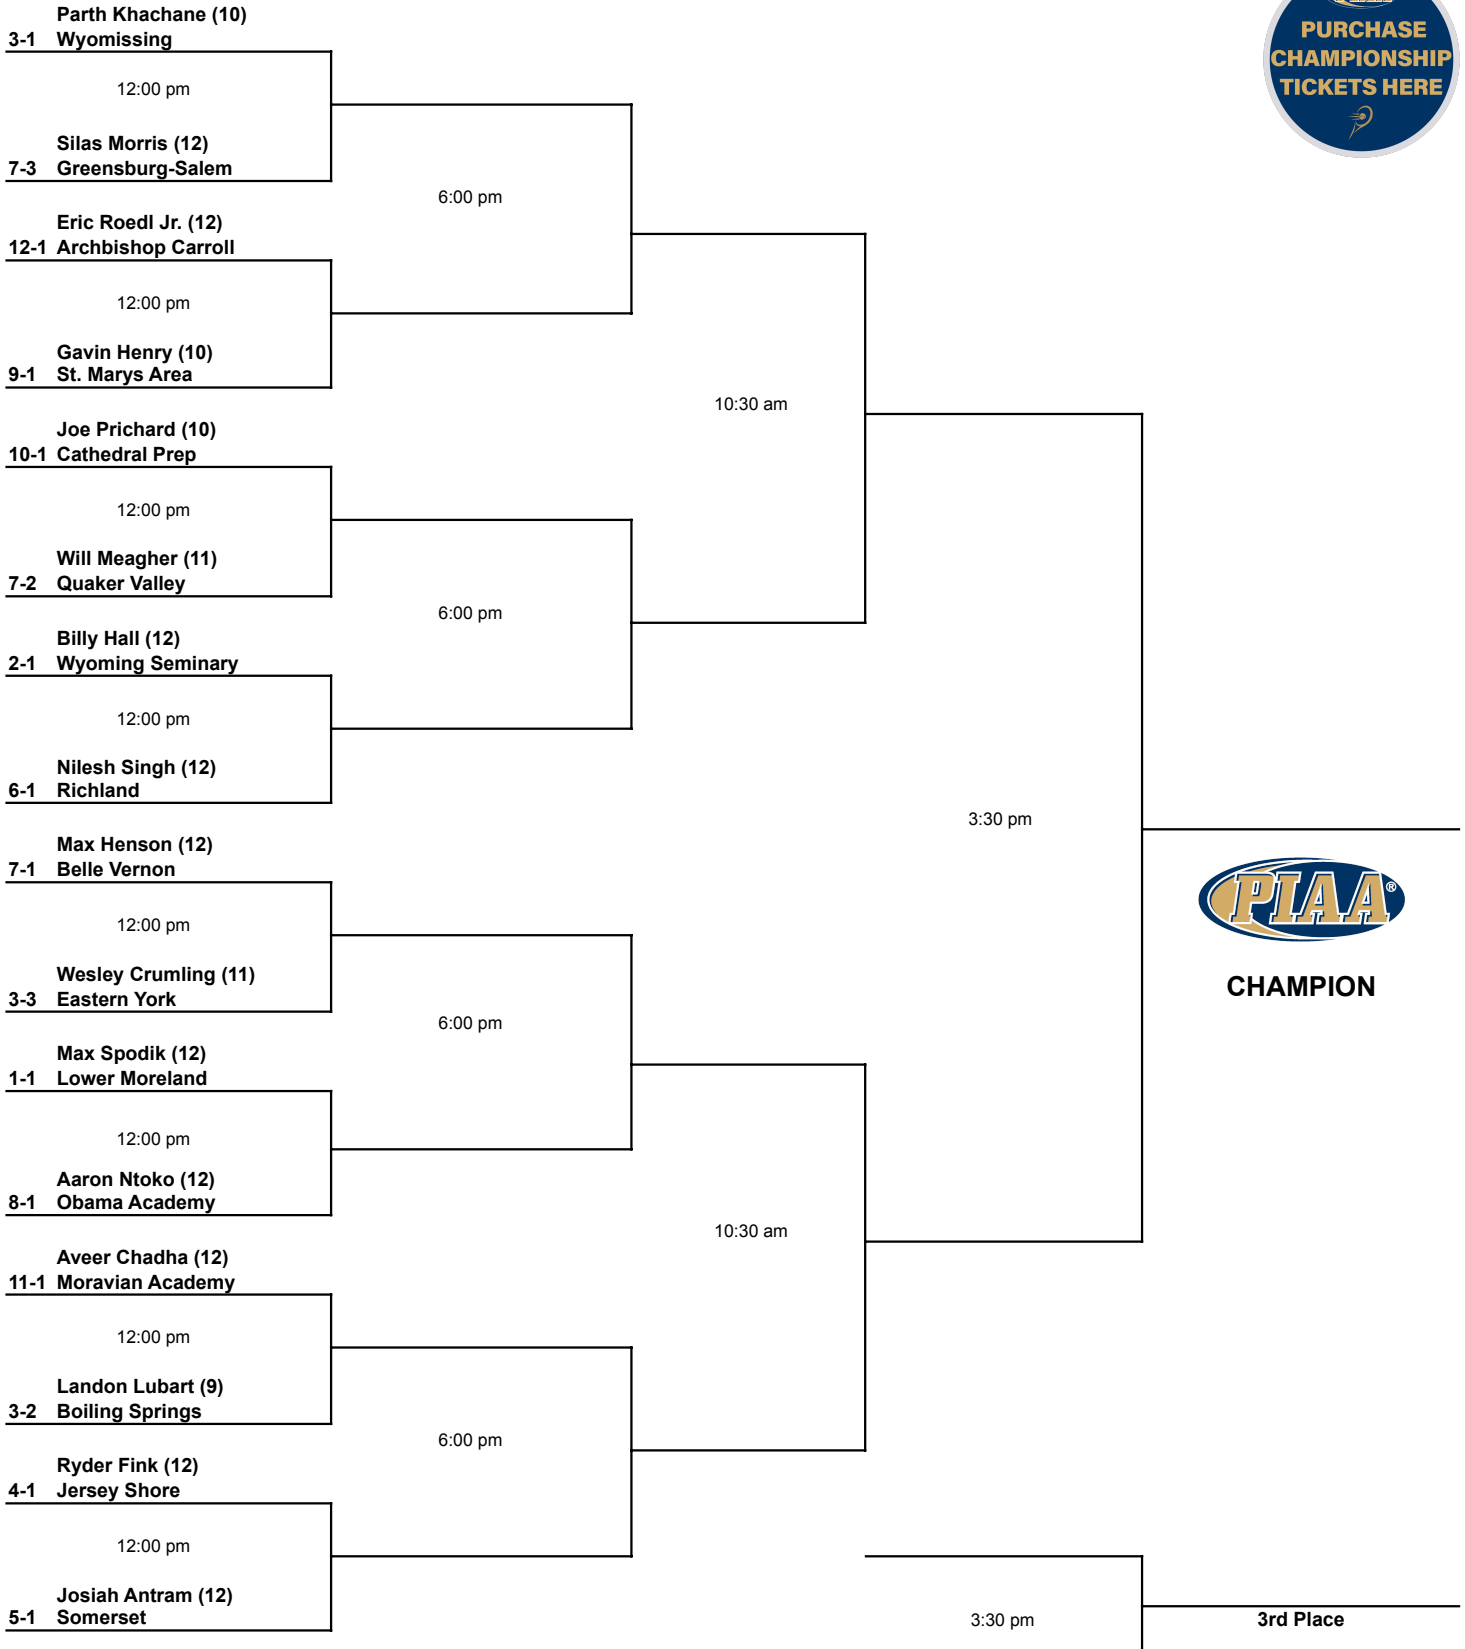 Parth Khachane (10)
3-1 Wyomissing
12:00 pm
Silas Morris (12)
7-3 Greensburg-Salem
6:00 pm
Eric Roedl Jr. (12)
12-1 Archbishop Carroll
12:00 pm
Gavin Henry (10)
9-1 St. Marys Area
10:30 am
Joe Prichard (10)
10-1 Cathedral Prep
12:00 pm
Will Meagher (11)
7-2 Quaker Valley
6:00 pm
Billy Hall (12)
2-1 Wyoming Seminary
12:00 pm
Nilesh Singh (12)
6-1 Richland
3:30 pm
Max Henson (12)
7-1 Belle Vernon
12:00 pm
Wesley Crumling (11)
3-3 Eastern York
6:00 pm
Max Spodik (12)
1-1 Lower Moreland
12:00 pm
Aaron Ntoko (12)
8-1 Obama Academy
10:30 am
Aveer Chadha (12)
11-1 Moravian Academy
12:00 pm
Landon Lubart (9)
3-2 Boiling Springs
6:00 pm
Ryder Fink (12)
4-1 Jersey Shore
12:00 pm
Josiah Antram (12)
5-1 Somerset
3:30 pm
3rd Place
PURCHASE
CHAMPIONSHIP
TICKETS HERE
PIAA®
CHAMPION